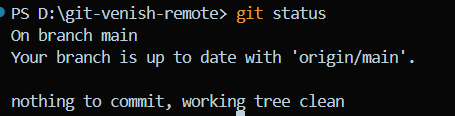 PS D:\git-venish-remote> git status
On branch main
Your branch is up to date with 'origin/main'.
nothing to commit, working tree clean